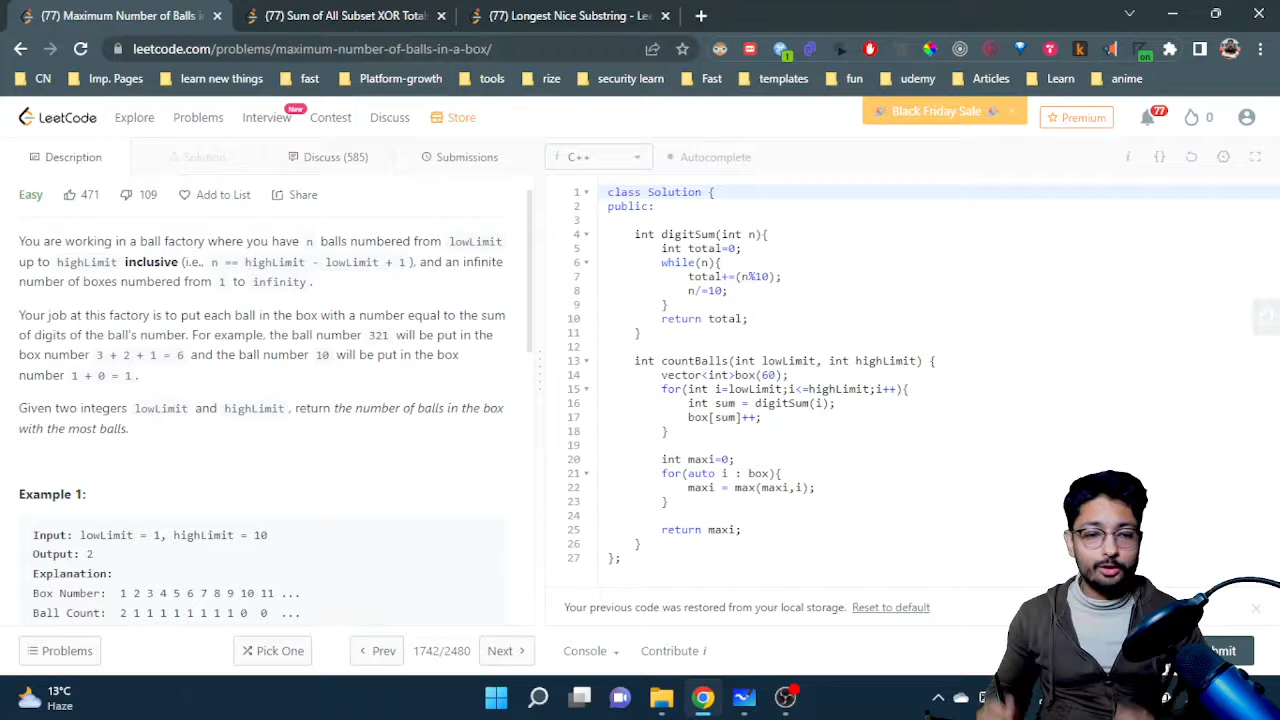 (77) Maximum Number of Balls i
(77) Sum of All Subset XOR Total
(77) Longest Nice Substring - Le
leetcode.com/problems/maximum-number-of-balls-in-a-box/
1
on
CN
Imp. Pages
learn new things
fast
Platform-growth
tools
rize
security learn
Fast
templates
fun
udemy
Articles
Learn
anime
LeetCode
Explore
Problems
Interview
New
Contest
Discuss
Store
Black Friday Sale
Premium
77
0
Description
Solution
Discuss (585)
Submissions
i C++
Autocomplete
Easy
471
109
Add to List
Share
You are working in a ball factory where you have n balls numbered from lowLimit
up to highLimit inclusive (i.e., n == highLimit - lowLimit + 1 ), and an infinite
number of boxes numbered from 1 to infinity .
Your job at this factory is to put each ball in the box with a number equal to the sum
of digits of the ball's number. For example, the ball number 321 will be put in the
box number 3 + 2 + 1 = 6 and the ball number 10 will be put in the box
number 1 + 0 = 1 .
Given two integers lowLimit and highLimit , return the number of balls in the box
with the most balls.
Example 1:
Input: lowLimit = 1, highLimit = 10
Output: 2
Explanation:
Box Number: 1 2 3 4 5 6 7 8 9 10 11 ...
Ball Count: 2 1 1 1 1 1 1 1 1 0 0 ...
1 class Solution {
2 public:
3
4 int digitSum(int n){
5 int total=0;
6 while(n){
7 total+=(n%10);
8 n/=10;
9 }
10 return total;
11 }
12
13 int countBalls(int lowLimit, int highLimit) {
14 vector<int>box(60);
15 for(int i=lowLimit;i<=highLimit;i++){
16 int sum = digitSum(i);
17 box[sum]++;
18 }
19
20 int maxi=0;
21 for(auto i : box){
22 maxi = max(maxi,i);
23 }
24
25 return maxi;
26 }
27 };
Your previous code was restored from your local storage. Reset to default
Problems
Pick One
Prev
1742/2480
Next
Console
Contribute i
13°C
Haze